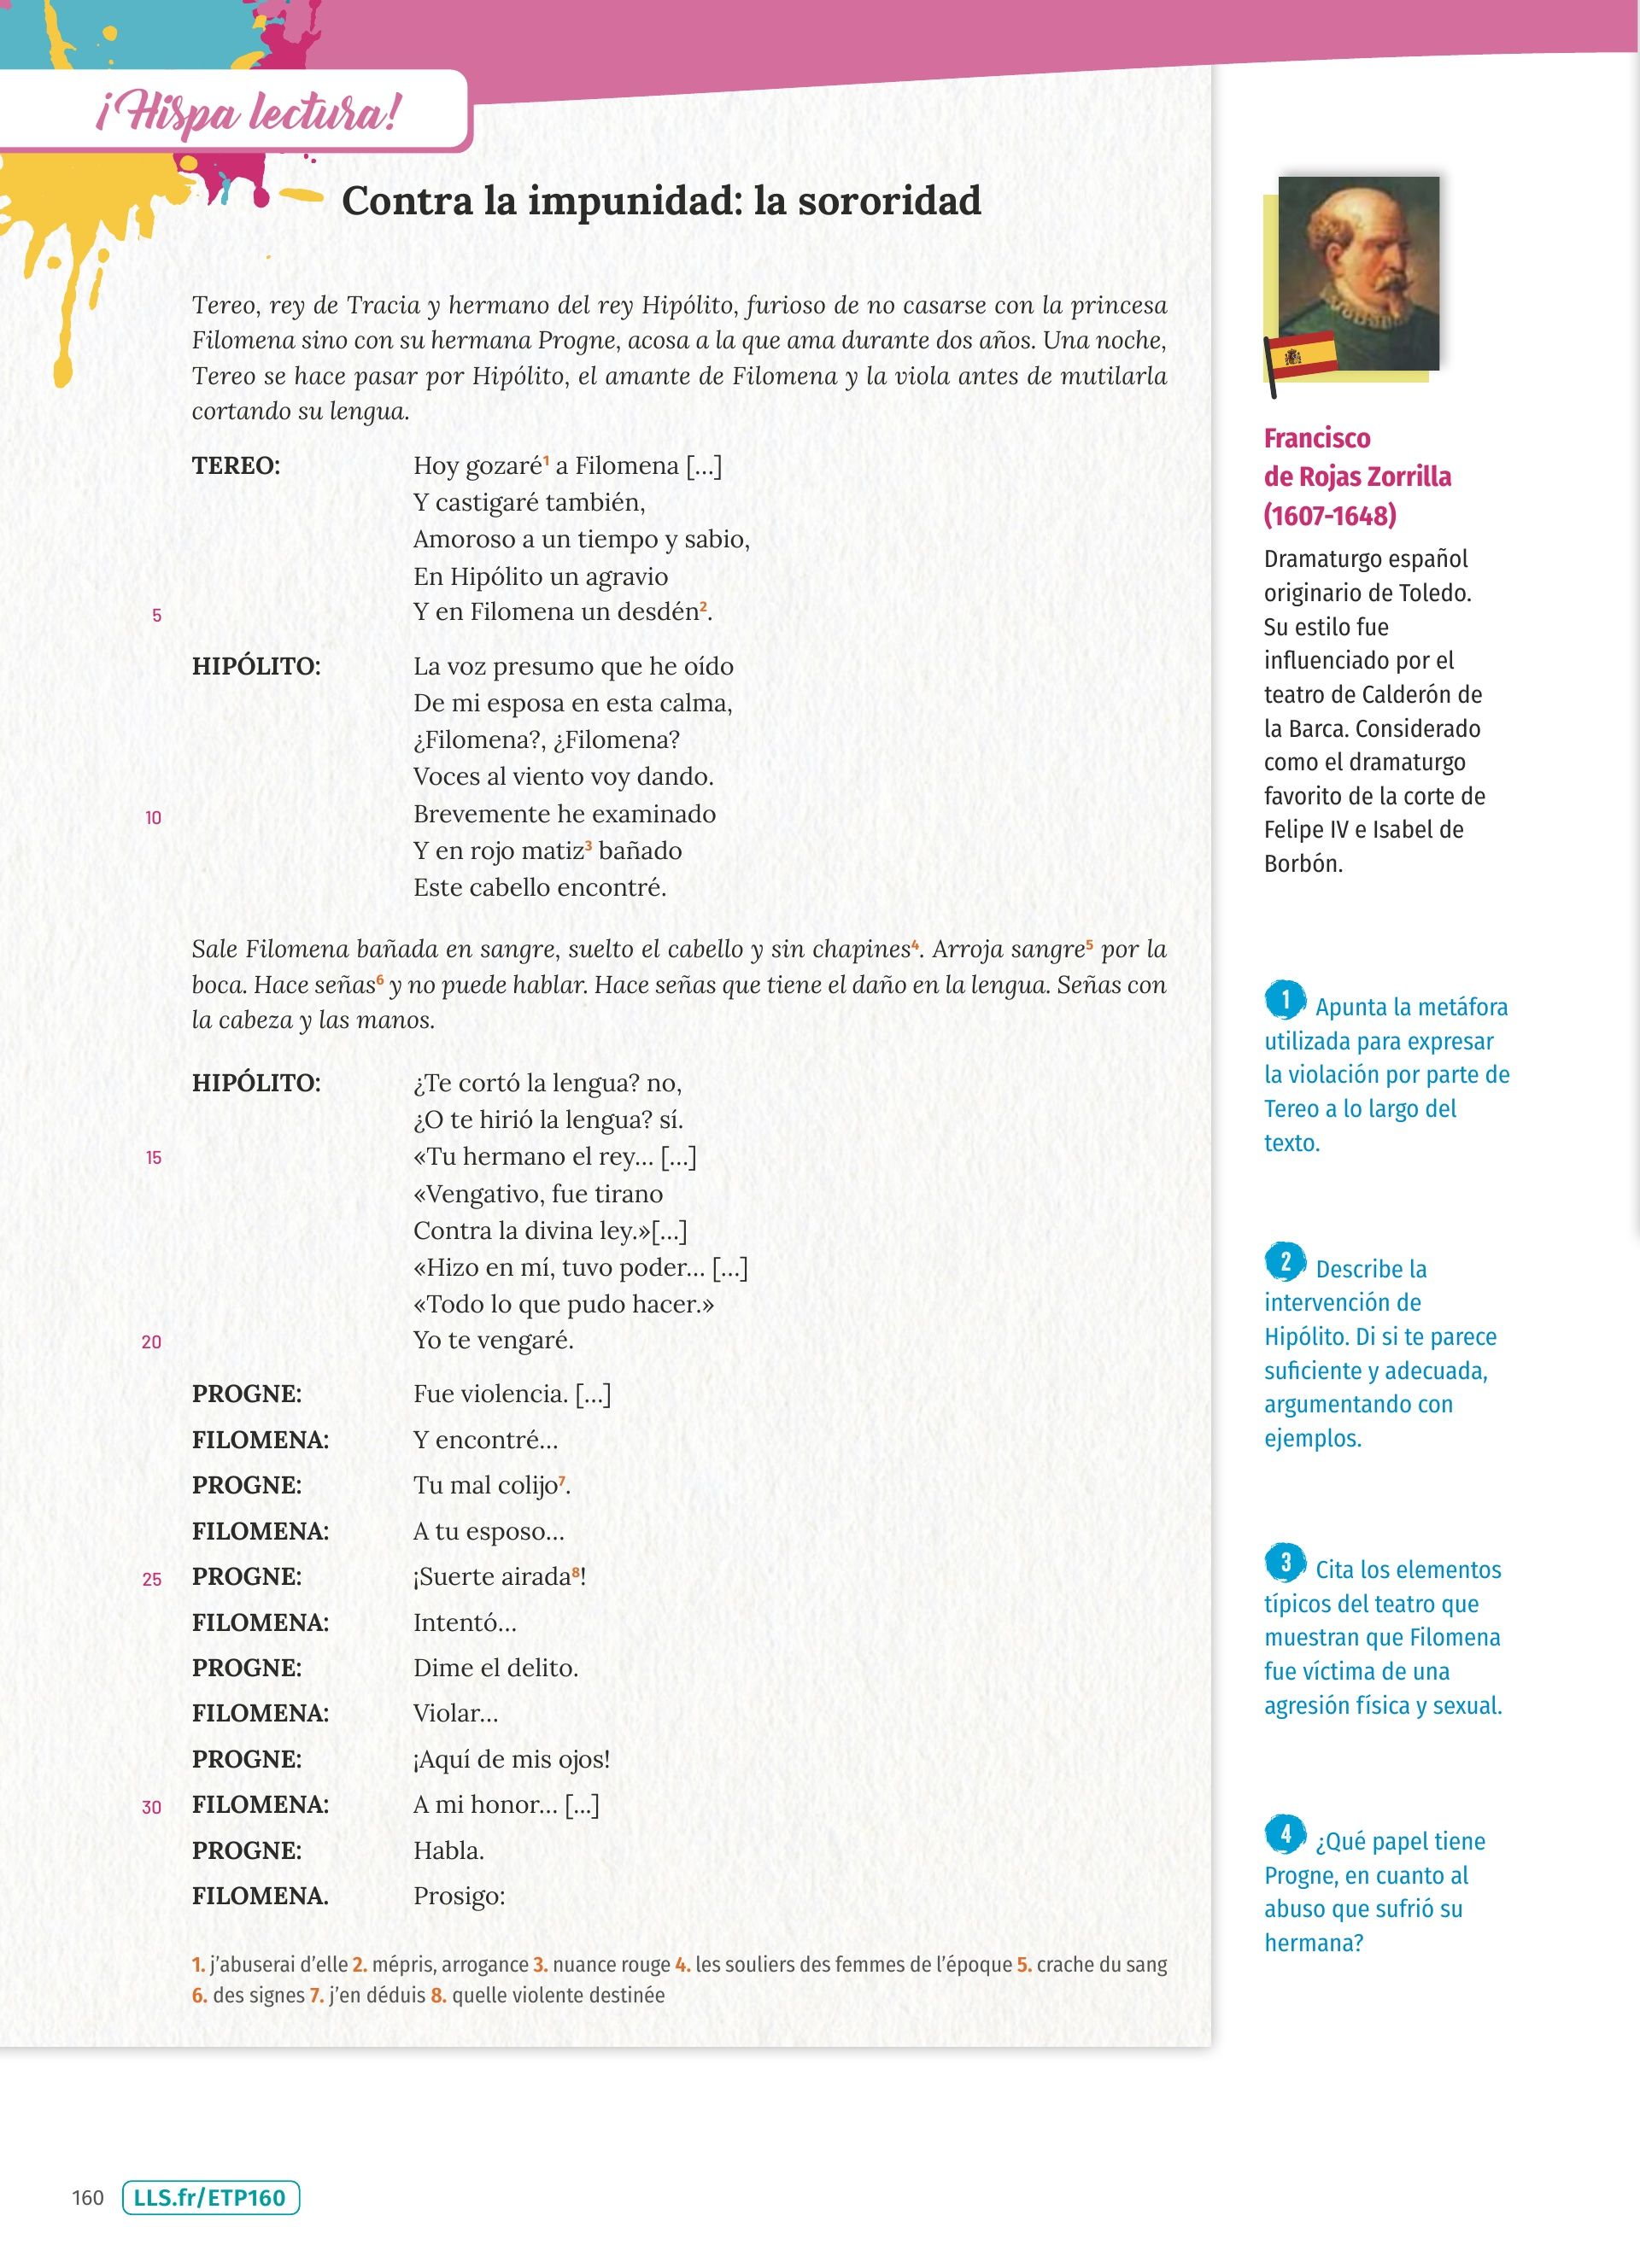 ¡Hispa lectura!
Contra la impunidad: la sororidad
Tereo, rey de Tracia y hermano del rey Hipólito, furioso de no casarse con la princesa
Filomena sino con su hermana Progne, acosa a la que ama durante dos años. Una noche,
Tereo se hace pasar por Hipólito, el amante de Filomena y la viola antes de mutilarla
cortando su lengua.
TEREO: Hoy gozaré1 a Filomena [...]
Y castigaré también,
Amoroso a un tiempo y sabio,
En Hipólito un agravio
5 Y en Filomena un desdén2.
HIPÓLITO: La voz presumo que he oído
De mi esposa en esta calma,
¿Filomena?, ¿Filomena?
Voces al viento voy dando.
10 Brevemente he examinado
Y en rojo matiz3 bañado
Este cabello encontré.
Sale Filomena bañada en sangre, suelto el cabello y sin chapines4. Arroja sangre5 por la
boca. Hace señas6 y no puede hablar. Hace señas que tiene el daño en la lengua. Señas con
la cabeza y las manos.
HIPÓLITO: ¿Te cortó la lengua? no,
¿O te hirió la lengua? sí.
15 «Tu hermano el rey... [...]
«Vengativo, fue tirano
Contra la divina ley.»[...]
«Hizo en mí, tuvo poder... [...]
«Todo lo que pudo hacer.»
20 Yo te vengaré.
PROGNE: Fue violencia. [...]
FILOMENA: Y encontré...
PROGNE: Tu mal colijo7.
FILOMENA: A tu esposo...
25 PROGNE: ¡Suerte airada8!
FILOMENA: Intentó...
PROGNE: Dime el delito.
FILOMENA: Violar...
PROGNE: ¡Aquí de mis ojos!
30 FILOMENA: A mi honor... [...]
PROGNE: Habla.
FILOMENA. Prosigo:
1. j'abuserai d'elle 2. mépris, arrogance 3. nuance rouge 4. les souliers des femmes de l'époque 5. crache du sang
6. des signes 7. j'en déduis 8. quelle violente destinée
Francisco
de Rojas Zorrilla
(1607-1648)
Dramaturgo español
originario de Toledo.
Su estilo fue
influenciado por el
teatro de Calderón de
la Barca. Considerado
como el dramaturgo
favorito de la corte de
Felipe IV e Isabel de
Borbón.
1 Apunta la metáfora
utilizada para expresar
la violación por parte de
Tereo a lo largo del
texto.
2 Describe la
intervención de
Hipólito. Di si te parece
suficiente y adecuada,
argumentando con
ejemplos.
3 Cita los elementos
típicos del teatro que
muestran que Filomena
fue víctima de una
agresión física y sexual.
4 ¿Qué papel tiene
Progne, en cuanto al
abuso que sufrió su
hermana?
160 LLS.fr/ETP160